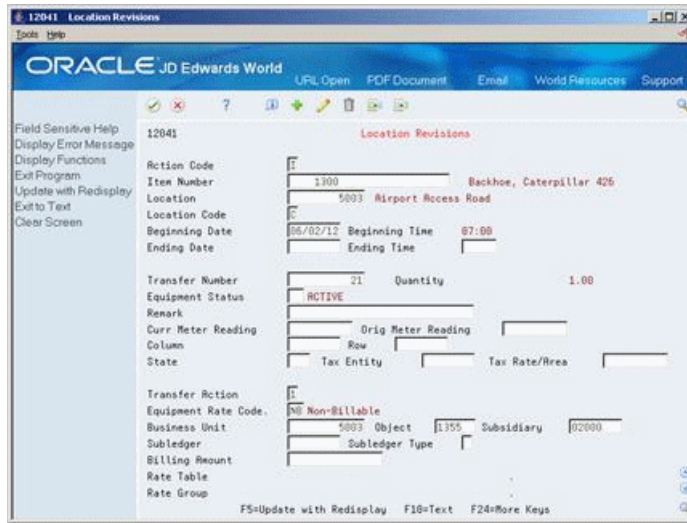 12041 Location Revisions
Tools Help
ORACLE JD Edwards World
URL Open PDF Document Email World Resources Support
Field Sensitive Help
Display Error Message
Display Functions
Exit Program
Update with Redisplay
Exit to Text
Clear Screen
12041 Location Revisions
Action Code I
Item Number 1300 Backhoe, Caterpillar 426
Location 5003 Airport Access Road
Location Code C
Beginning Date 06/02/12 Beginning Time 07:00
Ending Date Ending Time
Transfer Number 21 Quantity 1.00
Equipment Status ACTIVE
Remark
Curr Meter Reading Orig Meter Reading
Column Row
State Tax Entity Tax Rate/Area
Transfer Action 1
Equipment Rate Code. NB Non-Billable
Business Unit 5003 Object 1355 Subsidiary 02000
Subledger Subledger Type
Billing Amount
Rate Table .
Rate Group .
F5=Update with Redisplay F10=Text F24=More Keys